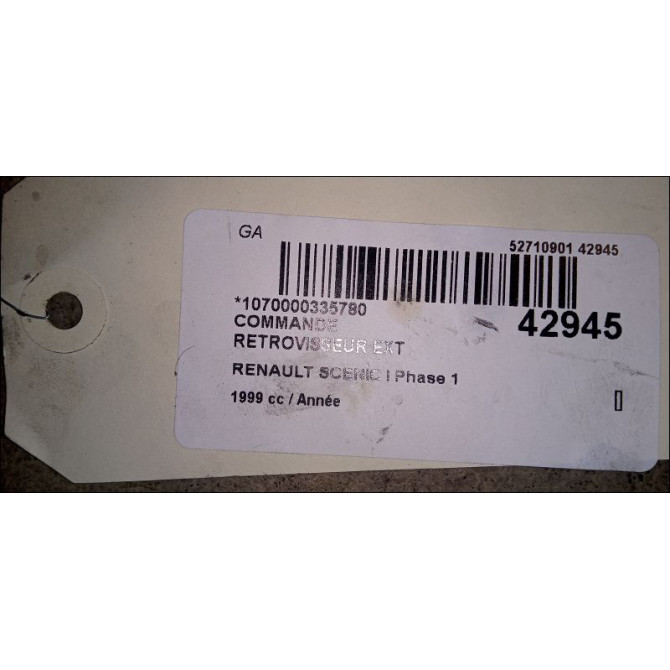 GA
52710901 42945
*1070000335780
42945
COMMANDE
RETROVISSEUR EXT
RENAULT SCENIC I Phase 1
1999 cc / Année